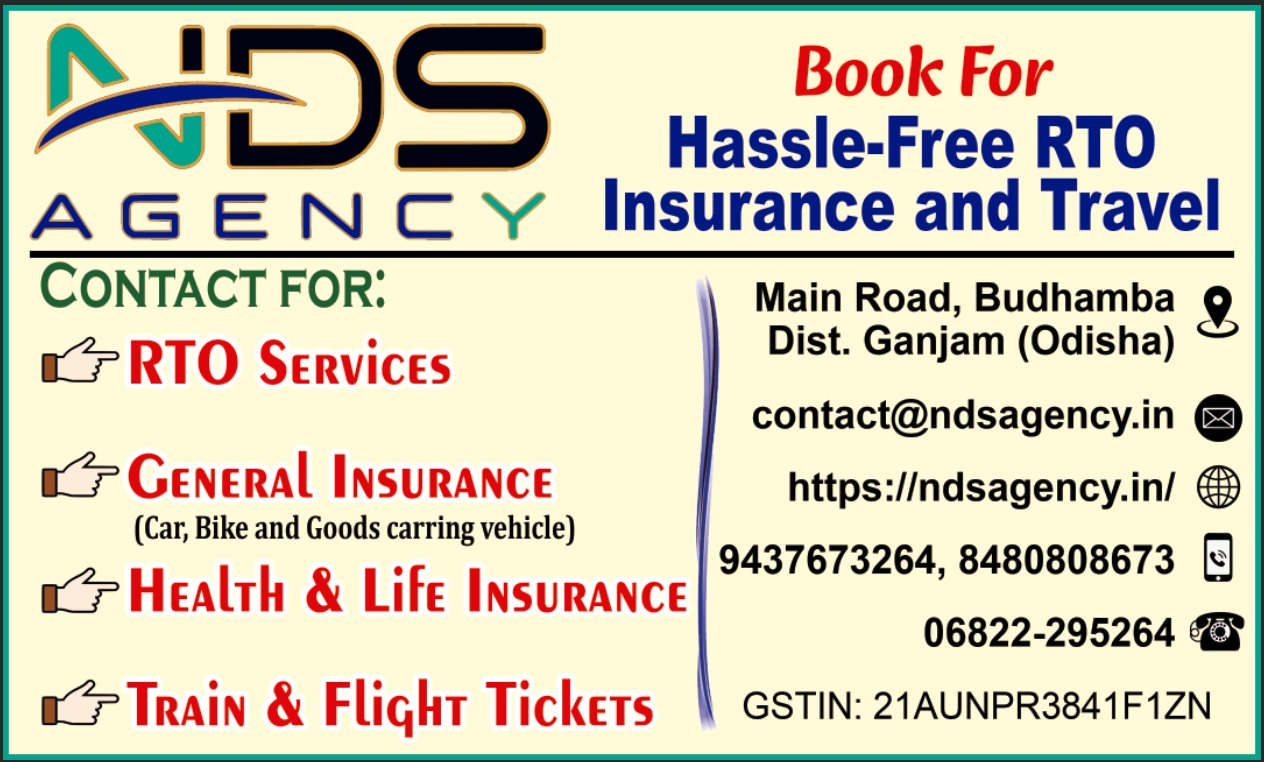 NDS
AGENCY
Book For
Hassle-Free RTO
Insurance and Travel
CONTACT FOR:
RTO SERVICES
GENERAL INSURANCE
(Car, Bike and Goods carring vehicle)
HEALTH & LIFE INSURANCE
TRAIN & FLIGHT TICKETS
Main Road, Budhamba
Dist. Ganjam (Odisha)
contact@ndsagency.in
https://ndsagency.in/
9437673264, 8480808673
06822-295264
GSTIN: 21AUNPR3841F1ZN